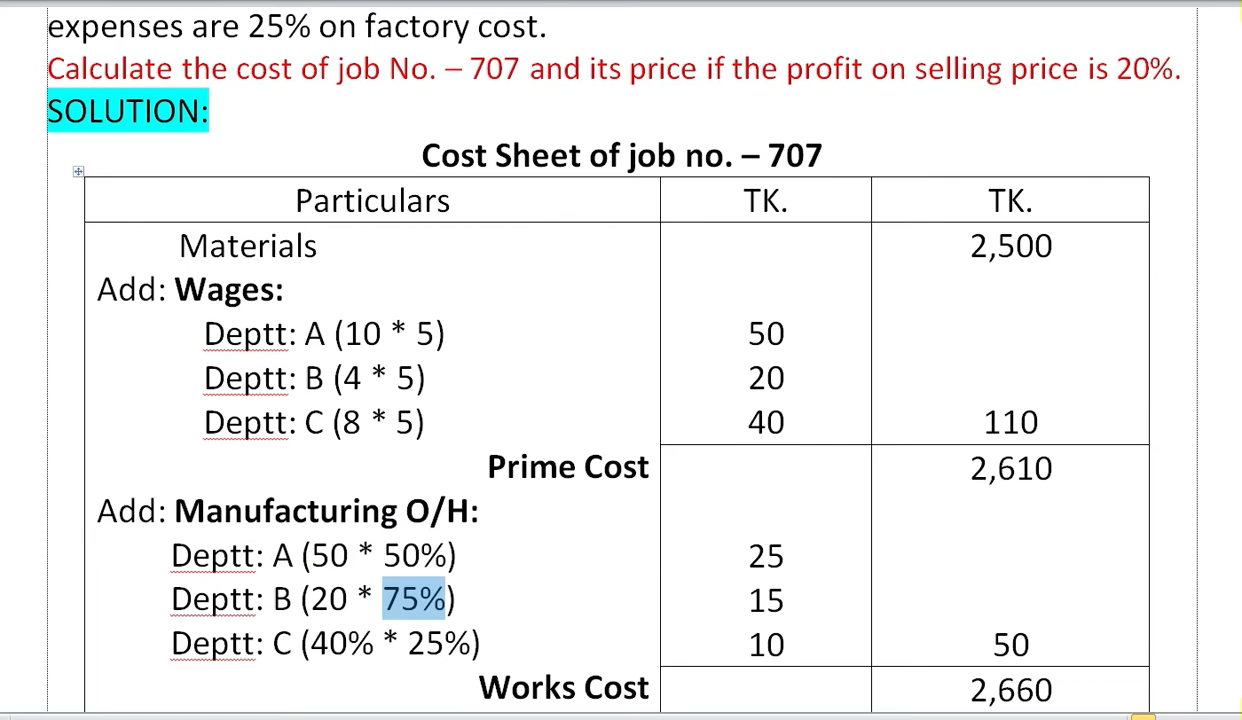 expenses are 25% on factory cost.
Calculate the cost of job No. – 707 and its price if the profit on selling price is 20%.
SOLUTION:
Cost Sheet of job no. – 707
Particulars TK. TK.
Materials 2,500
Add: Wages:
Deptt: A (10 * 5) 50
Deptt: B (4 * 5) 20
Deptt: C (8 * 5) 40 110
Prime Cost 2,610
Add: Manufacturing O/H:
Deptt: A (50 * 50%) 25
Deptt: B (20 * 75%) 15
Deptt: C (40% * 25%) 10 50
Works Cost 2,660